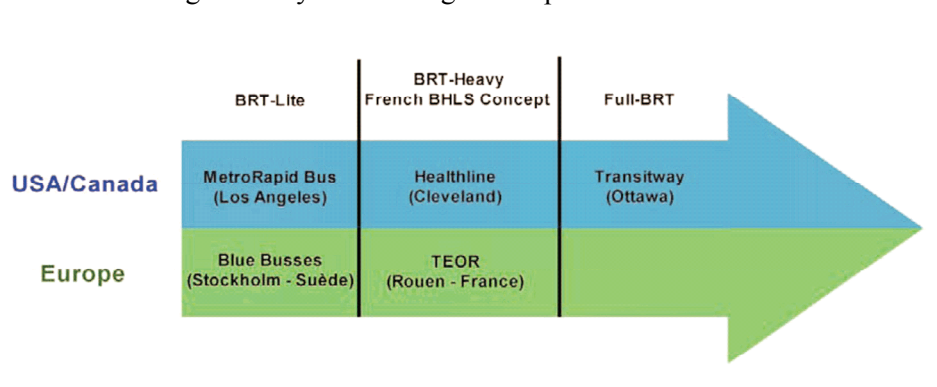 BRT-Lite
BRT-Heavy
French BHLS Concept
Full-BRT
USA/Canada
MetroRapid Bus
(Los Angeles)
Healthline
(Cleveland)
Transitway
(Ottawa)
Europe
Blue Busses
(Stockholm - Suède)
TEOR
(Rouen - France)